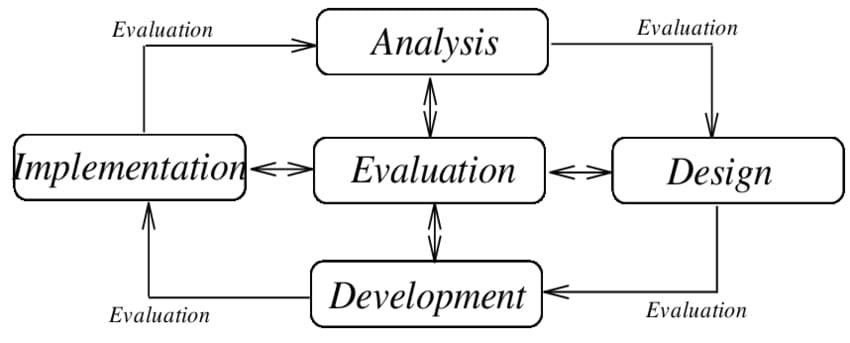 Evaluation
Analysis
Evaluation
Implementation
Evaluation
Design
Development
Evaluation
Evaluation